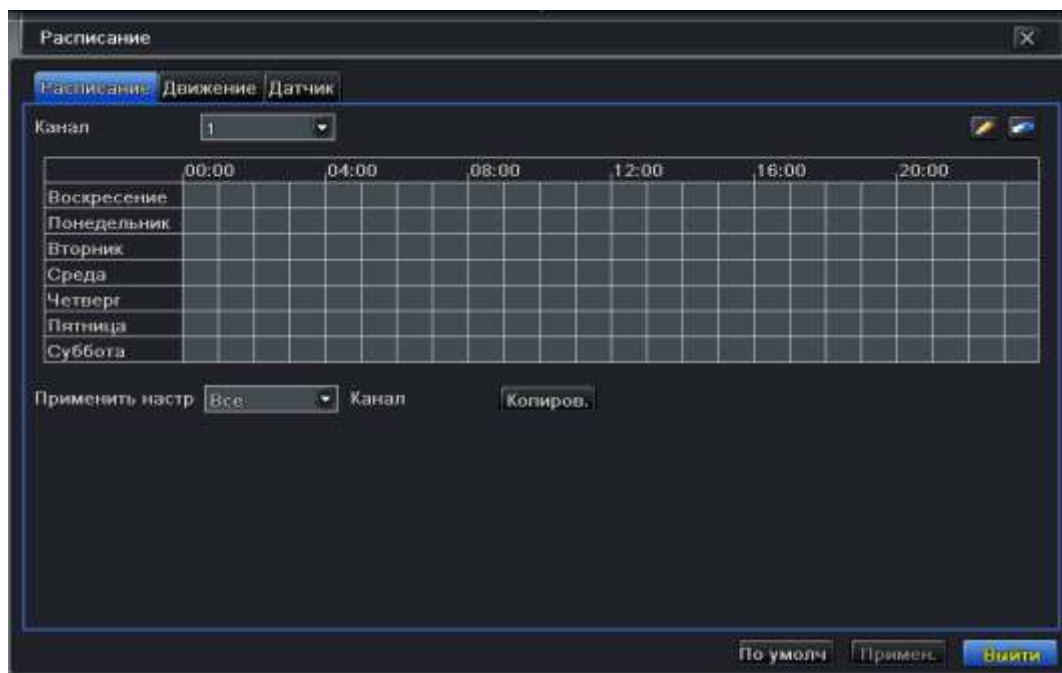 Расписание
Расписание Движение Датчик
Канал 1
00:00 04:00 08:00 12:00 16:00 20:00
Воскресение
Понедельник
Вторник
Среда
Четверг
Пятница
Суббота
Применить настр Все Канал Копиров.
По умолч Примен. Выйти